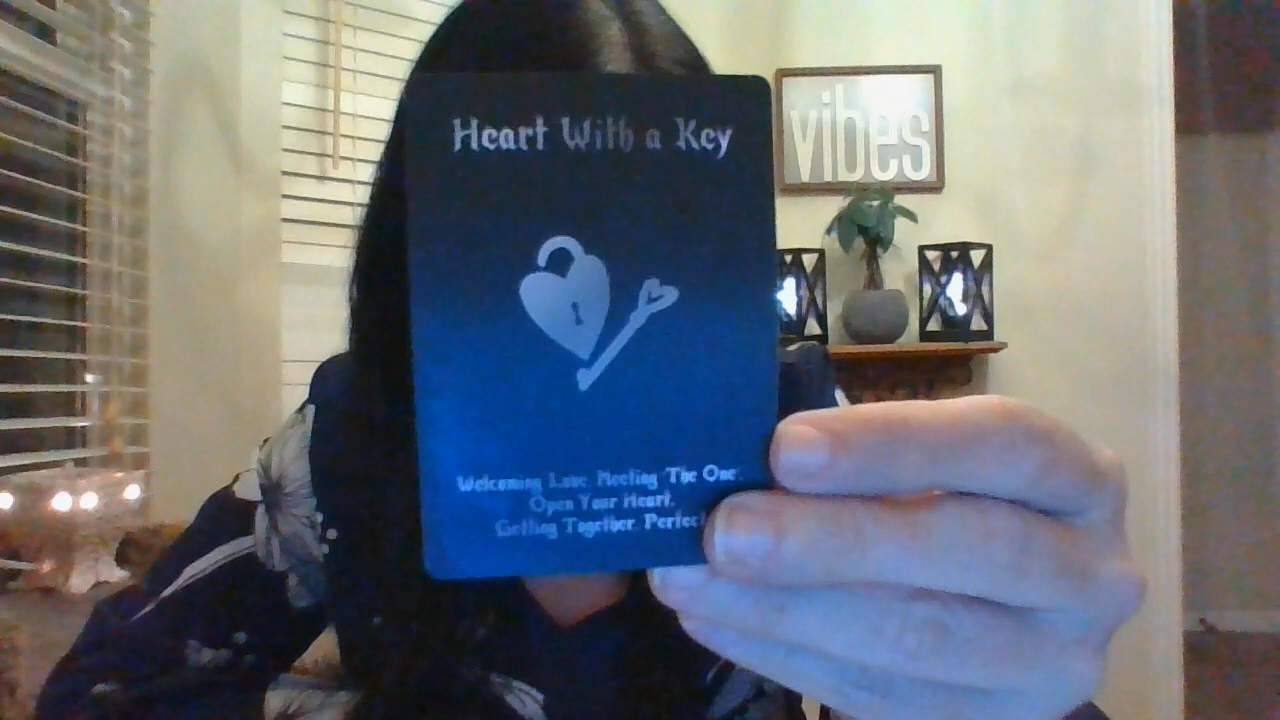 Heart With a Key
vibes
Welcoming Love. Meeting The One.
Open Your Heart.
Getting Together. Perfect